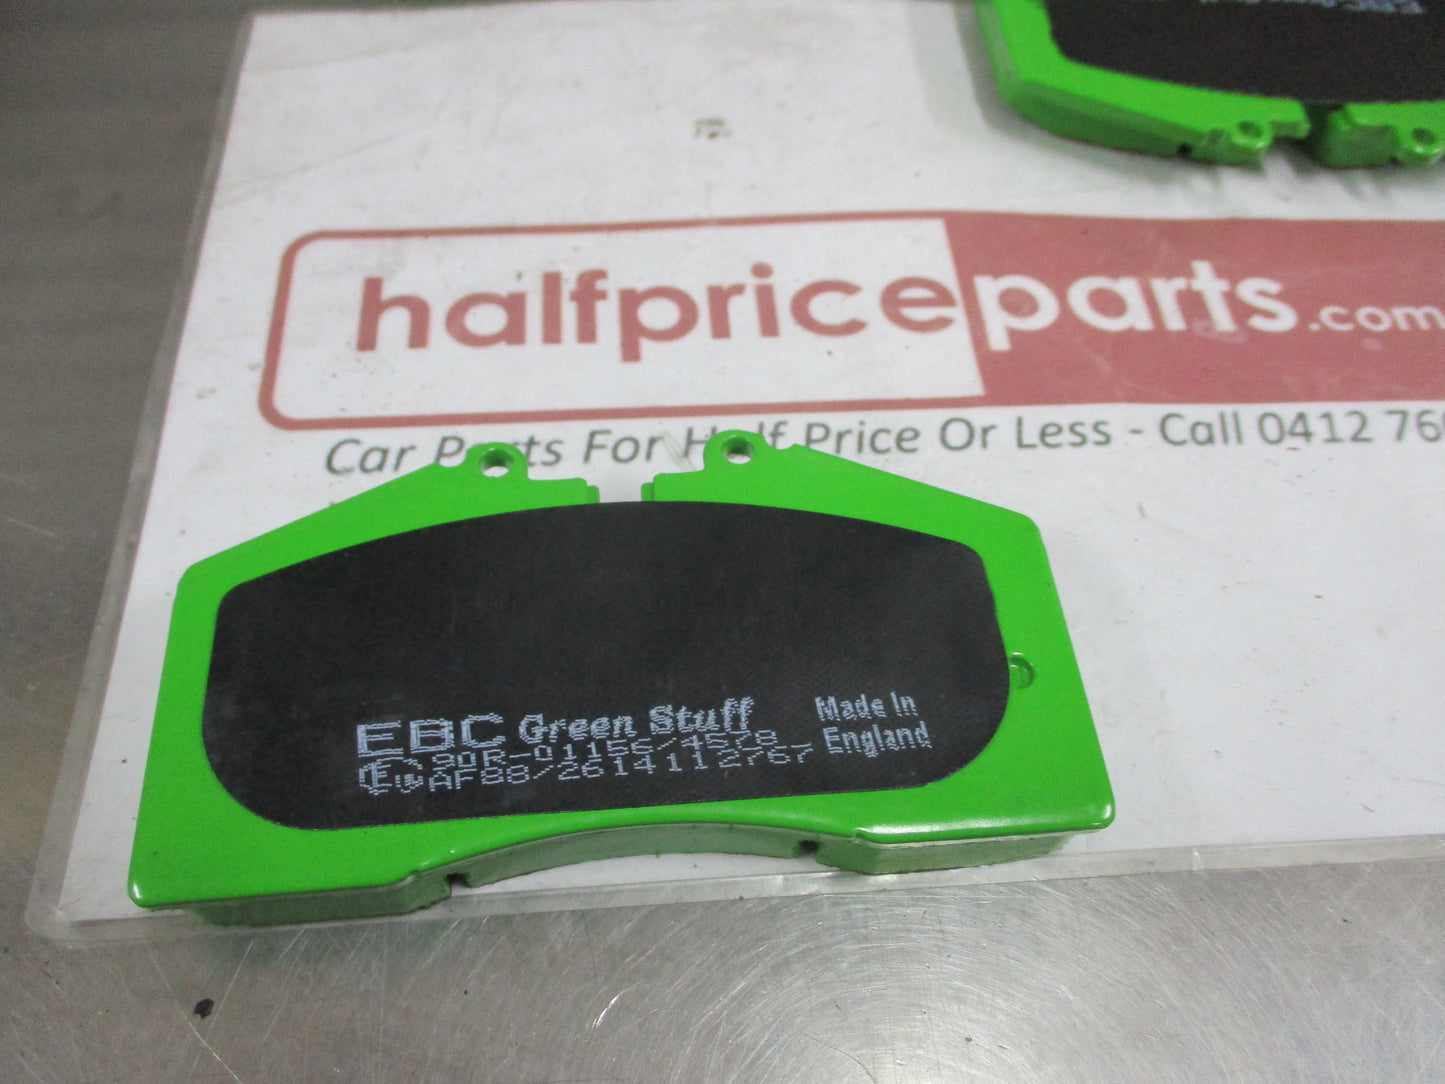 halfpriceparts.com
Car Parts For Half Price Or Less - Call 0412 76
EBC Green Stuff
Made In
England
90R-01155/4578
AF88/2614112767